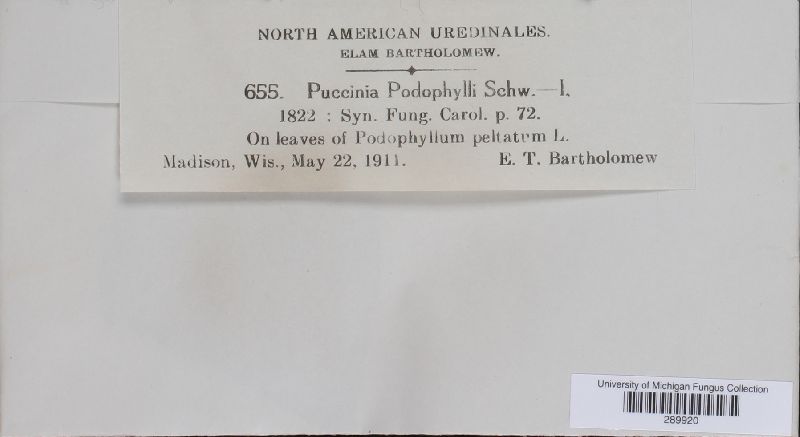 NORTH AMERICAN UREDINALES.
ELAM BARTHOLOMEW.
655. Puccinia Podophylli Schw.—I.
1822 : Syn. Fung. Carol. p. 72.
On leaves of Podophyllum peltatum L.
Madison, Wis., May 22, 1911. E. T. Bartholomew
University of Michigan Fungus Collection
289920